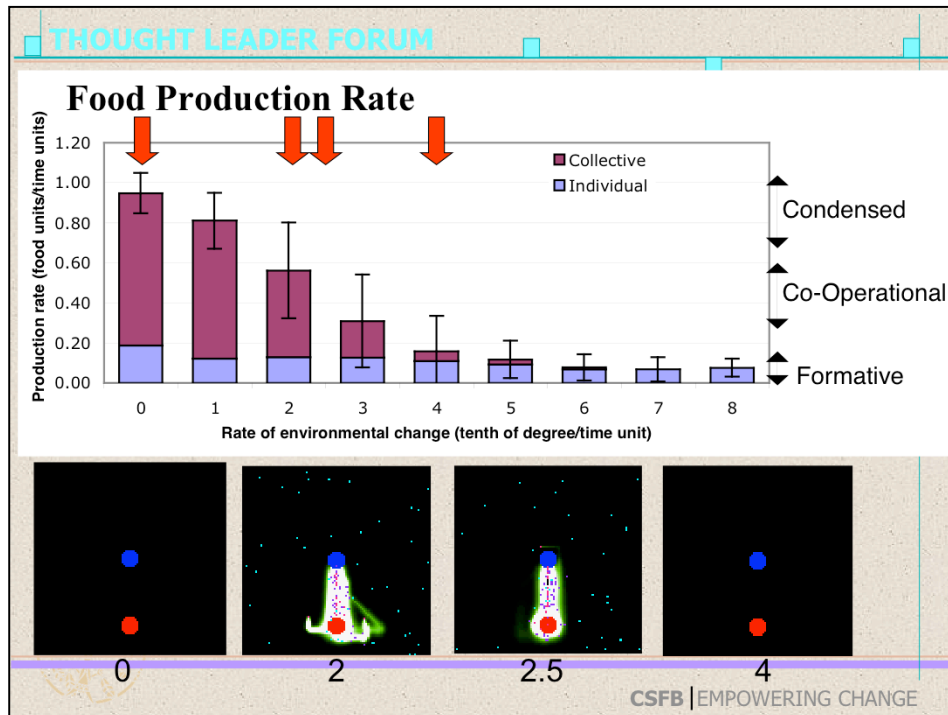 THOUGHT LEADER FORUM
Food Production Rate
Production rate (food units/time units)
1.20
1.00
0.80
0.60
0.40
0.20
0.00
Collective
Individual
Condensed
Co-Operational
Formative
0 1 2 3 4 5 6 7 8
Rate of environmental change (tenth of degree/time unit)
0 2 2.5 4
CSFB | EMPOWERING CHANGE